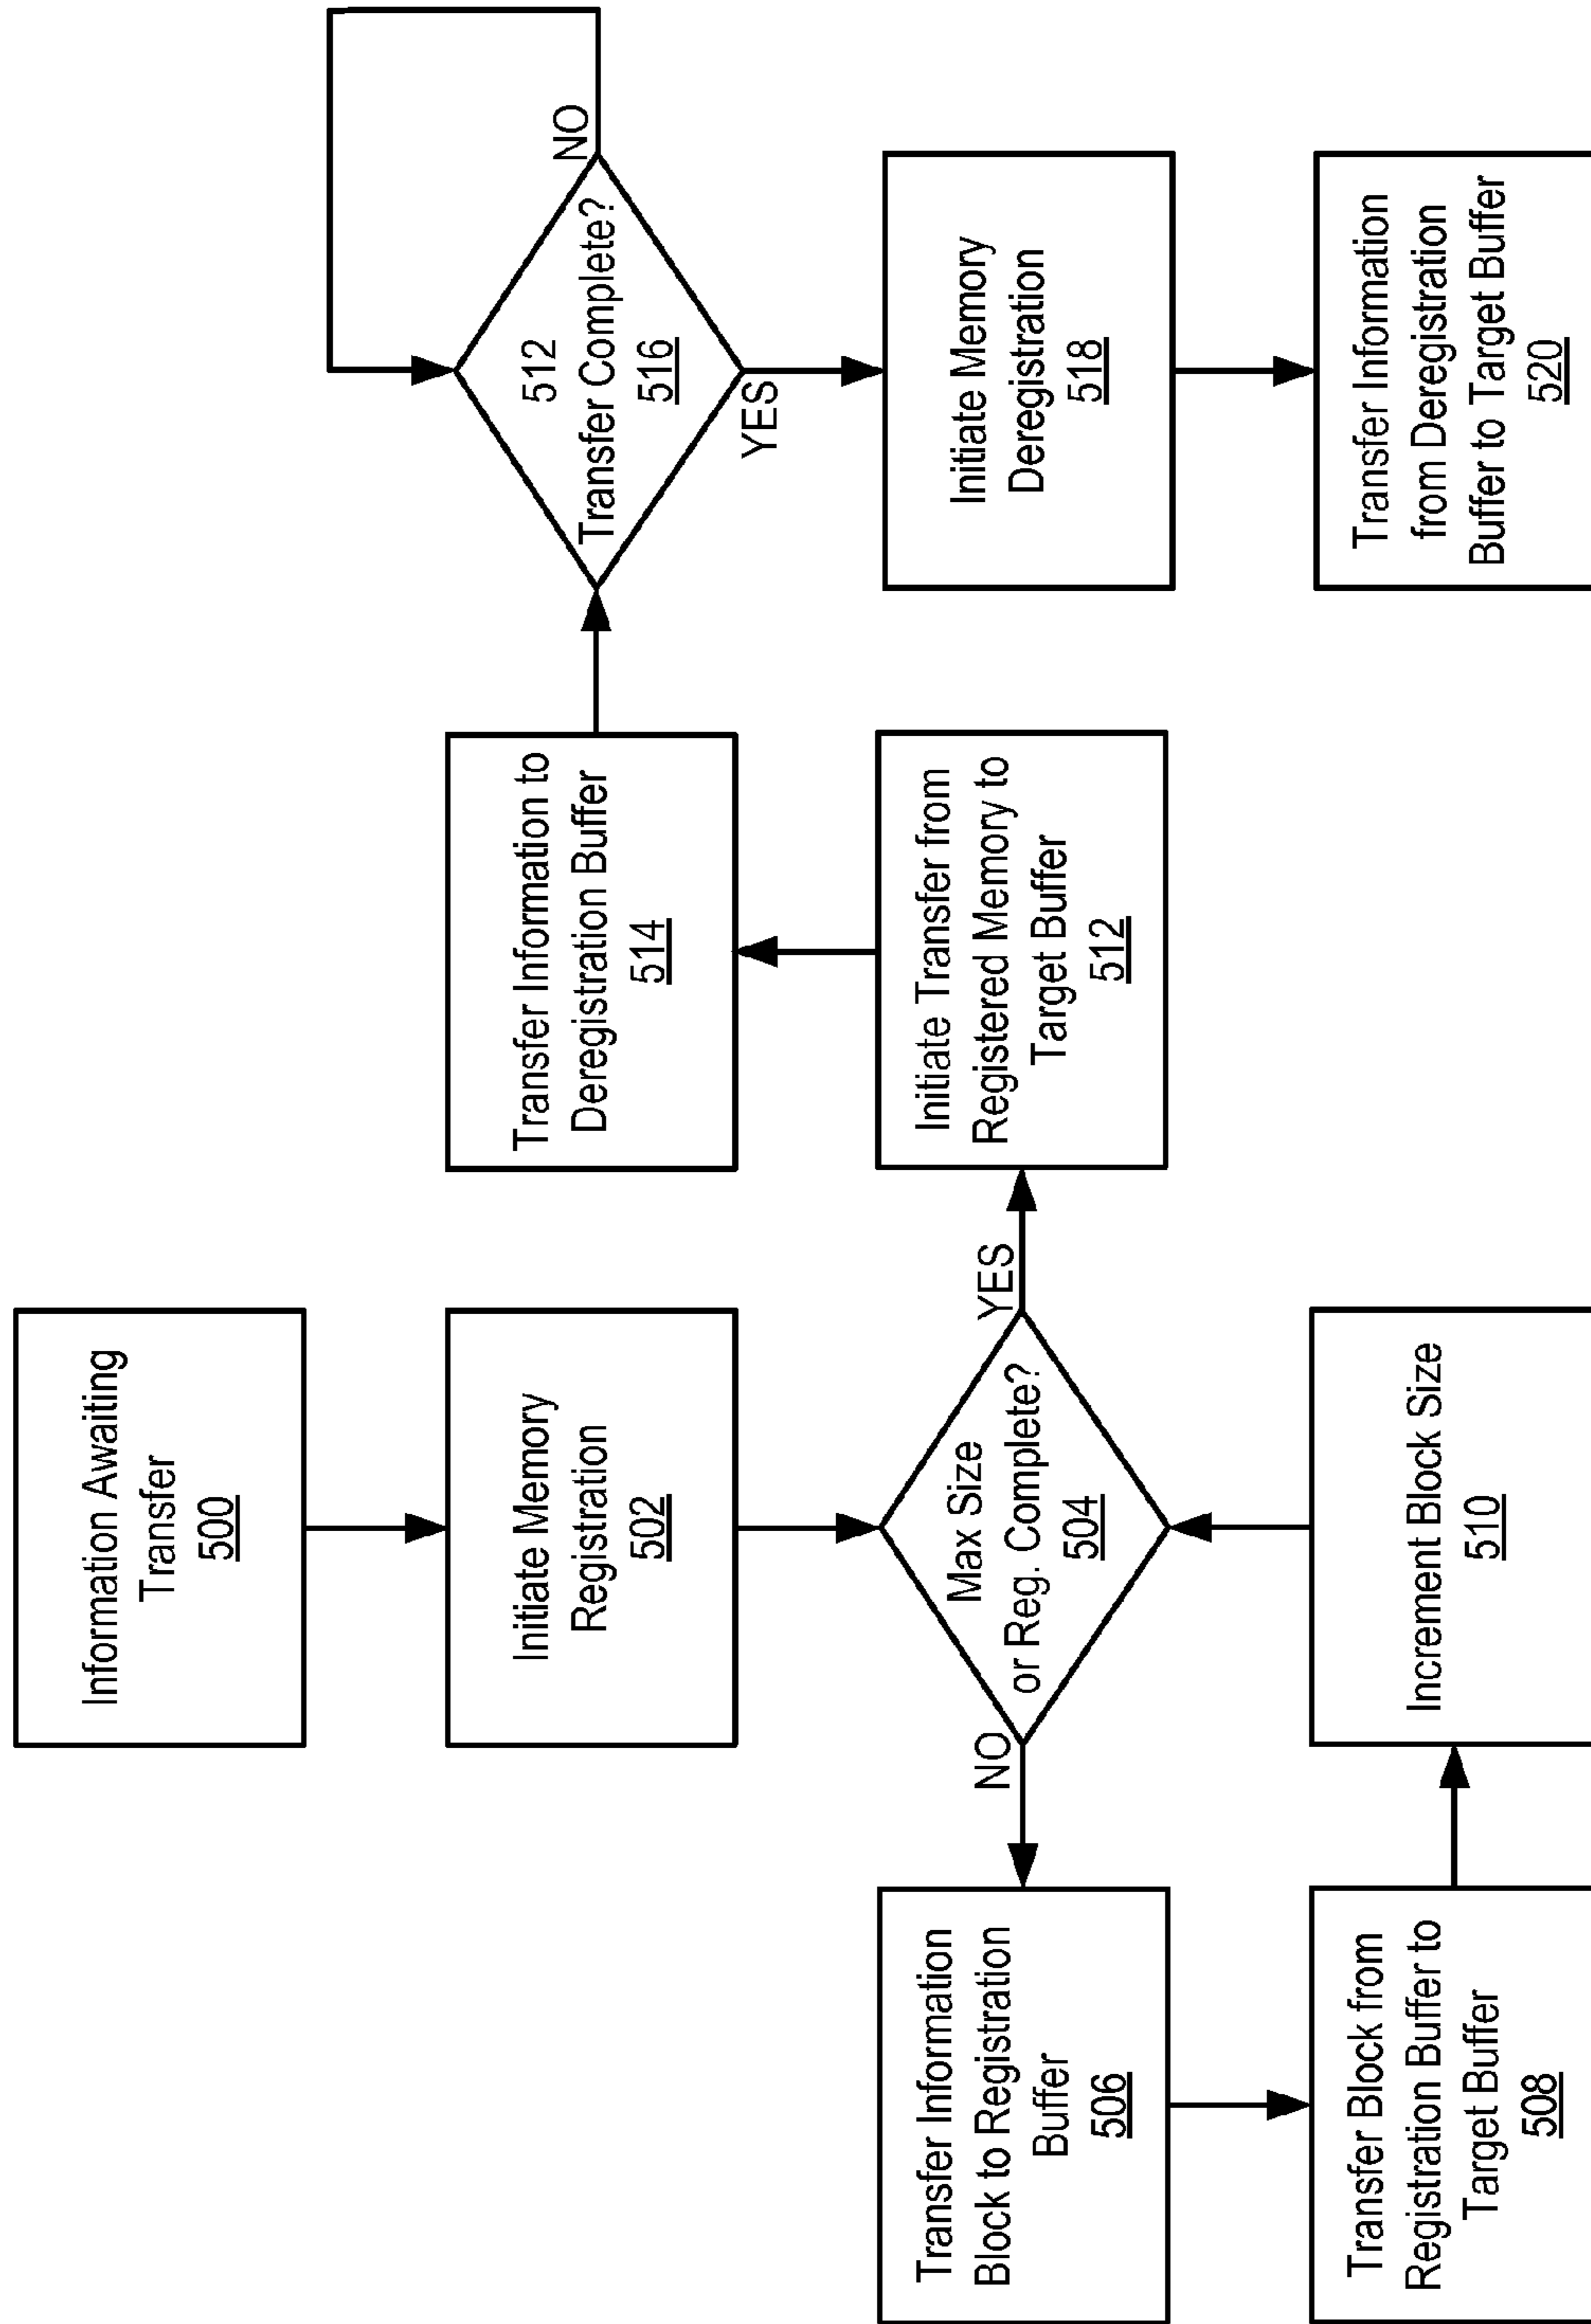 Information Awaiting
Transfer
500
Initiate Memory
Registration
502
Max Size
or Reg. Complete?
504
NO
YES
Transfer Information
Block to Registration
Buffer
506
Transfer Block from
Registration Buffer to
Target Buffer
508
Increment Block Size
510
Initiate Transfer from
Registered Memory to
Target Buffer
512
Transfer Information to
Deregistration Buffer
514
512
Transfer Complete?
516
NO
YES
Initiate Memory
Deregistration
518
Transfer Information
from Deregistration
Buffer to Target Buffer
520